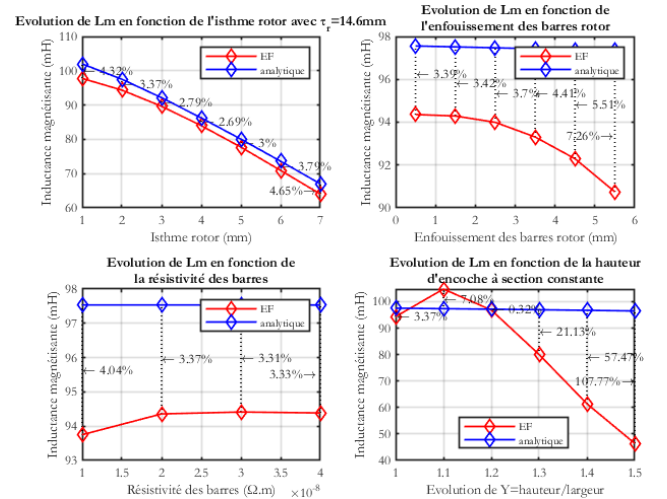 Evolution de Lm en fonction de l'isthme rotor avec τr=14.6mm
110
100
90
80
70
60
Inductance magnéitisante (mH)
EF
analytique
← 4.32%
← 3.37%
← 2.79%
← 2.69%
← 3%
3.79%
4.65%→
1 2 3 4 5 6 7
Isthme rotor (mm)
Evolution de Lm en fonction de
l'enfouissement des barres rotor
98
96
94
92
90
Inductance magnéitisante (mH)
EF
analytique
← 3.39%
← 3.42%
← 3.7%
← 4.41%
← 5.51%
7.26%→
0 1 2 3 4 5 6
Enfouissement des barres rotor (mm)
Evolution de Lm en fonction de
la résistivité des barres
98
97
96
95
94
93
Inductance magnéitisante (mH)
EF
analytique
← 4.04%
← 3.37%
← 3.31%
3.33%→
1 1.5 2 2.5 3 3.5 4
Résistivité des barres (Ω.m) ×10⁻⁸
Evolution de Lm en fonction de la hauteur
d'encoche à section constante
100
90
80
70
60
50
40
Inductance magnéitisante (mH)
← 3.37%
← 7.08%
← 0.32%
← 21.13%
← 57.47%
107.77%→
EF
analytique
1 1.1 1.2 1.3 1.4 1.5
Evolution de Y=hauteur/largeur